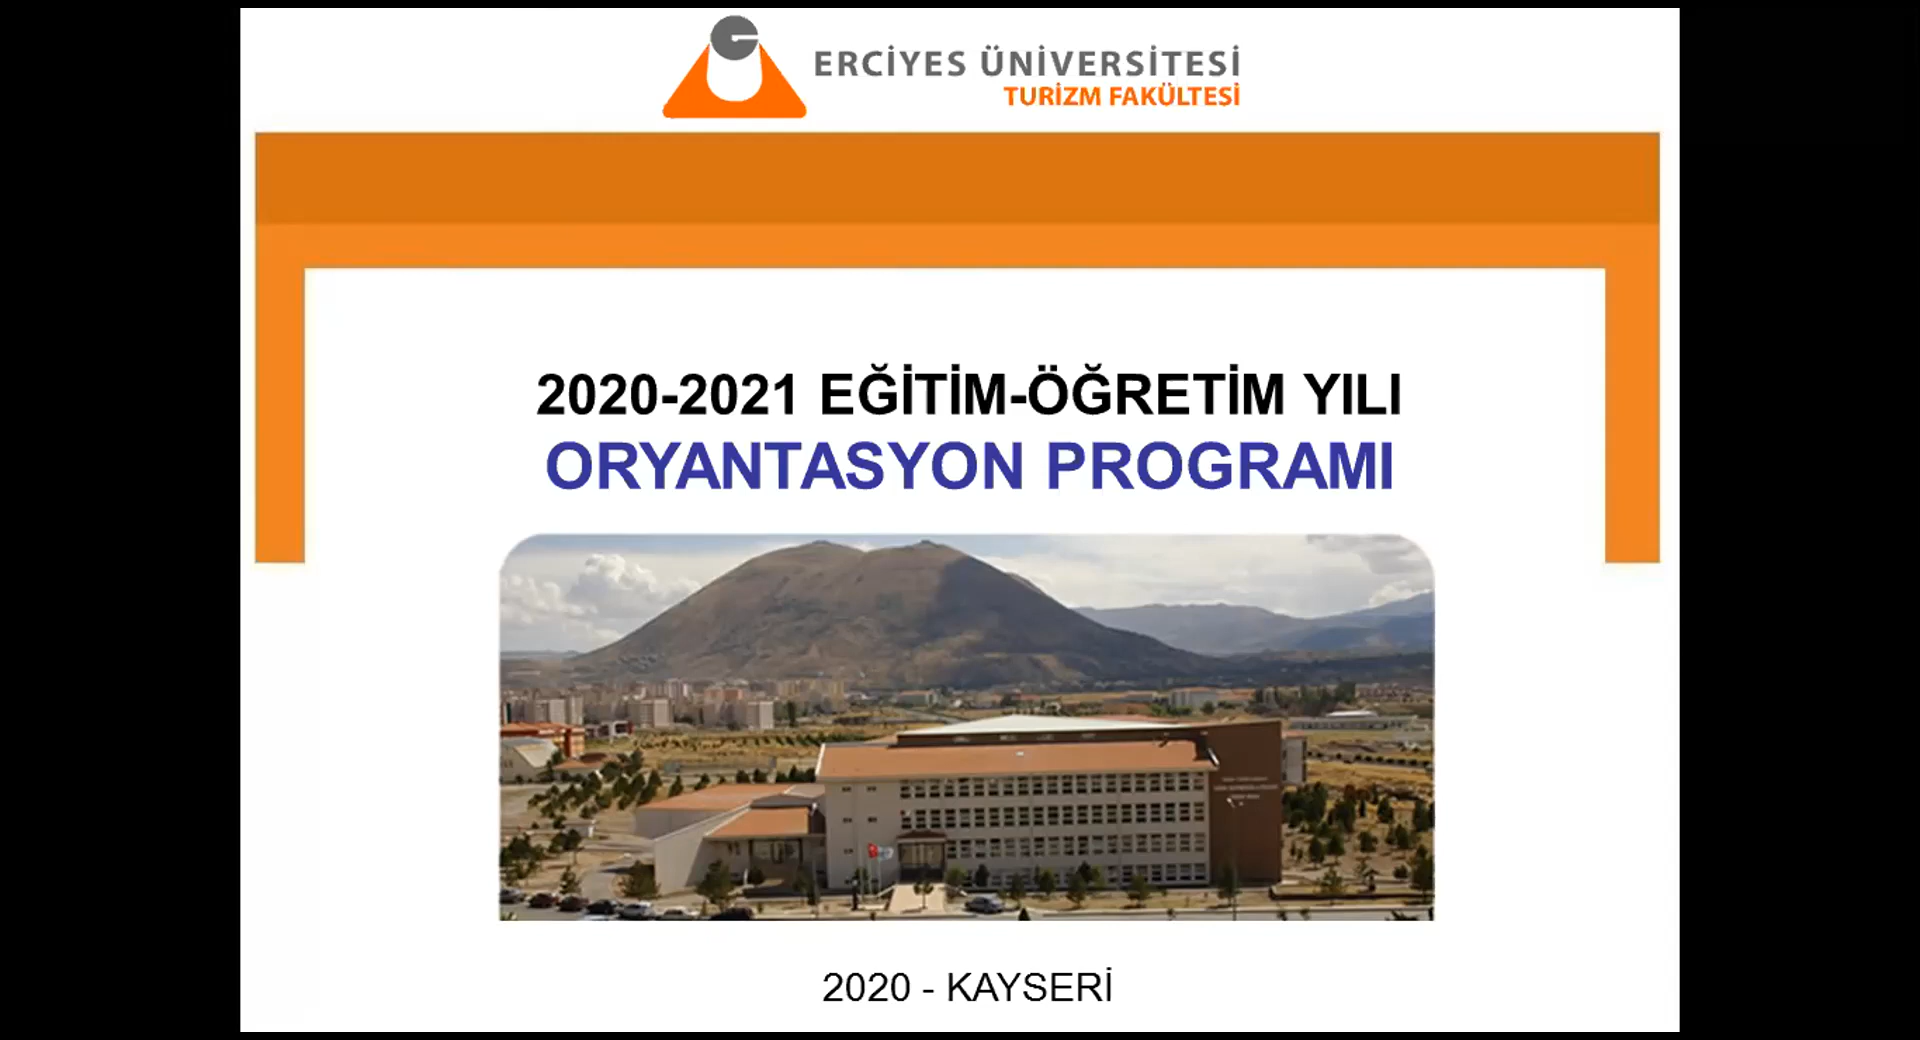 ERCİYES ÜNİVERSİTESİ
TURİZM FAKÜLTESİ
2020-2021 EĞİTİM-ÖĞRETİM YILI
ORYANTASYON PROGRAMI
2020 - KAYSERİ